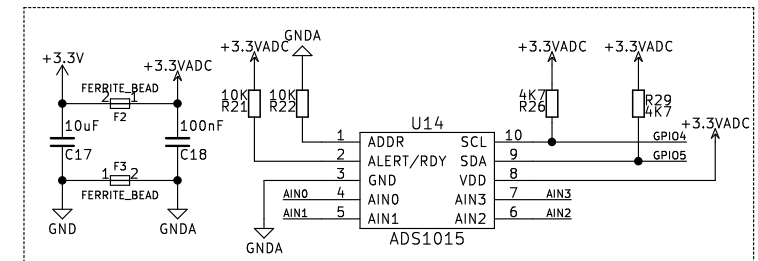 +3.3V
+3.3VADC
FERRITE_BEAD
2 1
F2
10uF
C17
100nF
C18
F3
1 2
FERRITE_BEAD
GND
GNDA
+3.3VADC
GNDA
10K
R21
10K
R22
U14
1 ADDR
2 ALERT/RDY
3 GND
AIN0 4 AIN0
AIN1 5 AIN1
SCL 10 GPIO4
SDA 9 GPIO5
VDD 8
AIN3 7 AIN3
AIN2 6 AIN2
ADS1015
GNDA
+3.3VADC
4K7
R26
+3.3VADC
R29
4K7
+3.3VADC